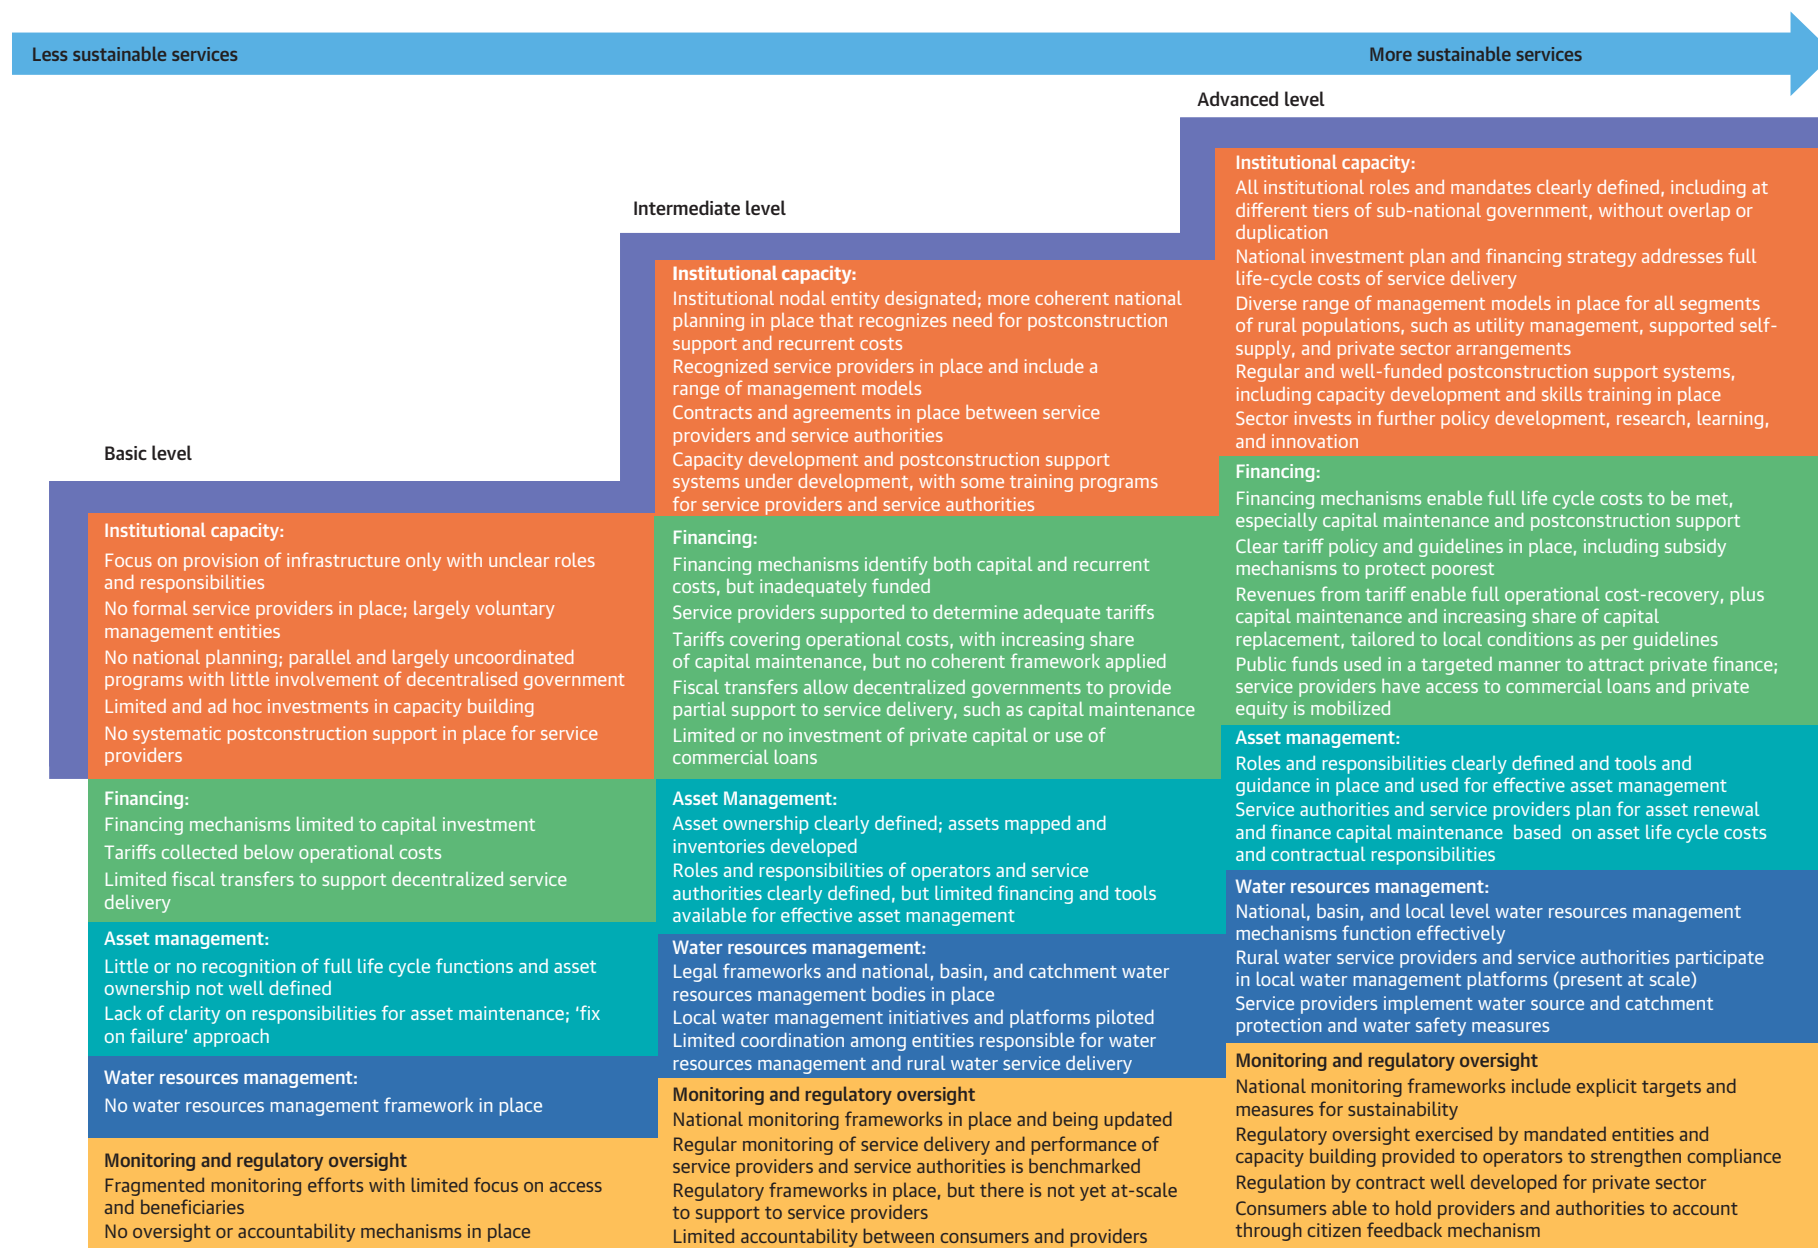 Less sustainable services
More sustainable services
Advanced level
Institutional capacity:
All institutional roles and mandates clearly defined, including at
different tiers of sub-national government, without overlap or
duplication
National investment plan and financing strategy addresses full
life-cycle costs of service delivery
Diverse range of management models in place for all segments
of rural populations, such as utility management, supported self-
supply, and private sector arrangements
Regular and well-funded postconstruction support systems,
including capacity development and skills training in place
Sector invests in further policy development, research, learning,
and innovation
Financing:
Financing mechanisms enable full life cycle costs to be met,
especially capital maintenance and postconstruction support
Clear tariff policy and guidelines in place, including subsidy
mechanisms to protect poorest
Revenues from tariff enable full operational cost-recovery, plus
capital maintenance and increasing share of capital
replacement, tailored to local conditions as per guidelines
Public funds used in a targeted manner to attract private finance;
service providers have access to commercial loans and private
equity is mobilized
Asset management:
Roles and responsibilities clearly defined and tools and
guidance in place and used for effective asset management
Service authorities and service providers plan for asset renewal
and finance capital maintenance based on asset life cycle costs
and contractual responsibilities
Water resources management:
National, basin, and local level water resources management
mechanisms function effectively
Rural water service providers and service authorities participate
in local water management platforms (present at scale)
Service providers implement water source and catchment
protection and water safety measures
Monitoring and regulatory oversight
National monitoring frameworks include explicit targets and
measures for sustainability
Regulatory oversight exercised by mandated entities and
capacity building provided to operators to strengthen compliance
Regulation by contract well developed for private sector
Consumers able to hold providers and authorities to account
through citizen feedback mechanism
Intermediate level
Institutional capacity:
Institutional nodal entity designated; more coherent national
planning in place that recognizes need for postconstruction
support and recurrent costs
Recognized service providers in place and include a
range of management models
Contracts and agreements in place between service
providers and service authorities
Capacity development and postconstruction support
systems under development, with some training programs
for service providers and service authorities
Financing:
Financing mechanisms identify both capital and recurrent
costs, but inadequately funded
Service providers supported to determine adequate tariffs
Tariffs covering operational costs, with increasing share
of capital maintenance, but no coherent framework applied
Fiscal transfers allow decentralized governments to provide
partial support to service delivery, such as capital maintenance
Limited or no investment of private capital or use of
commercial loans
Asset Management:
Asset ownership clearly defined; assets mapped and
inventories developed
Roles and responsibilities of operators and service
authorities clearly defined, but limited financing and tools
available for effective asset management
Water resources management:
Legal frameworks and national, basin, and catchment water
resources management bodies in place
Local water management initiatives and platforms piloted
Limited coordination among entities responsible for water
resources management and rural water service delivery
Monitoring and regulatory oversight
National monitoring frameworks in place and being updated
Regular monitoring of service delivery and performance of
service providers and service authorities is benchmarked
Regulatory frameworks in place, but there is not yet at-scale
to support to service providers
Limited accountability between consumers and providers
Basic level
Institutional capacity:
Focus on provision of infrastructure only with unclear roles
and responsibilities
No formal service providers in place; largely voluntary
management entities
No national planning; parallel and largely uncoordinated
programs with little involvement of decentralised government
Limited and ad hoc investments in capacity building
No systematic postconstruction support in place for service
providers
Financing:
Financing mechanisms limited to capital investment
Tariffs collected below operational costs
Limited fiscal transfers to support decentralized service
delivery
Asset management:
Little or no recognition of full life cycle functions and asset
ownership not well defined
Lack of clarity on responsibilities for asset maintenance; ‘fix
on failure’ approach
Water resources management:
No water resources management framework in place
Monitoring and regulatory oversight
Fragmented monitoring efforts with limited focus on access
and beneficiaries
No oversight or accountability mechanisms in place